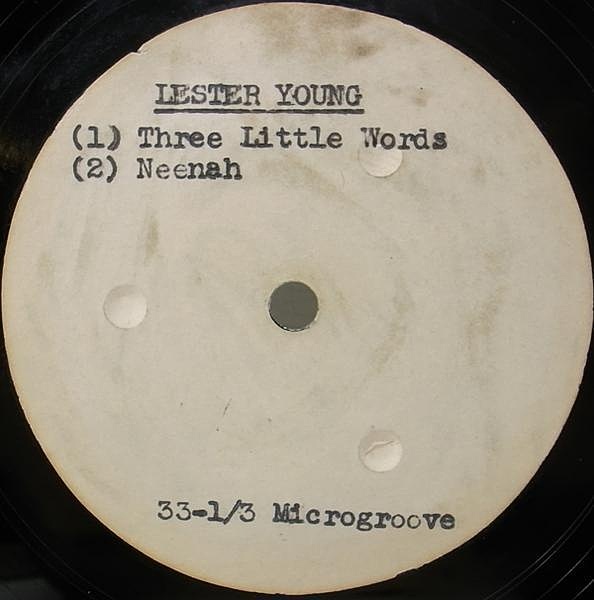 LESTER YOUNG
(1) Three Little Words
(2) Neenah
33-1/3 Microgroove